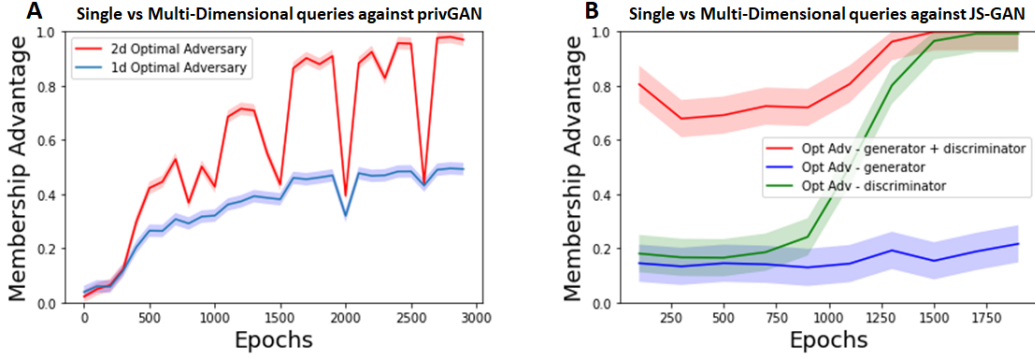 A
Single vs Multi-Dimensional queries against privGAN
Membership Advantage
1.0
0.8
0.6
0.4
0.2
0.0
2d Optimal Adversary
1d Optimal Adversary
0 500 1000 1500 2000 2500 3000
Epochs
B
Single vs Multi-Dimensional queries against JS-GAN
Membership Advantage
1.0
0.8
0.6
0.4
0.2
0.0
Opt Adv - generator + discriminator
Opt Adv - generator
Opt Adv - discriminator
250 500 750 1000 1250 1500 1750
Epochs